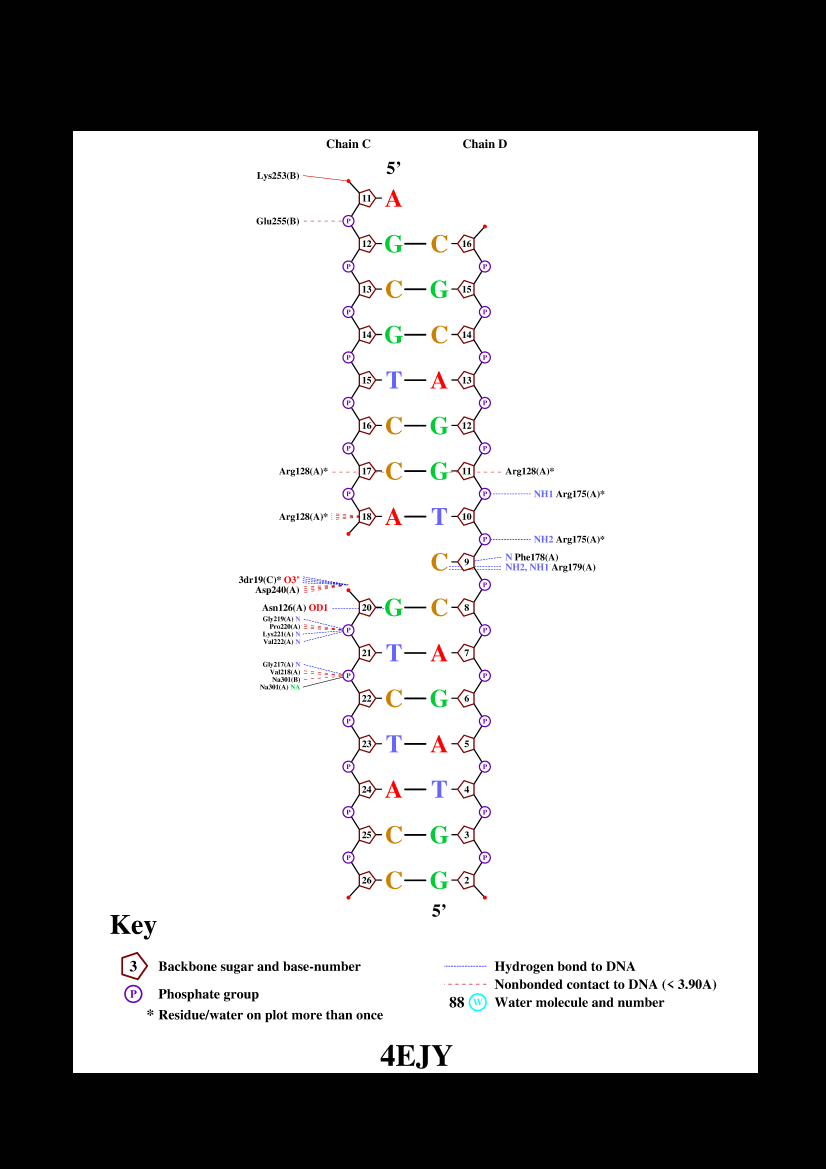 Chain C Chain D
5'
Lys253(B)
11 A
Glu255(B) P
12 G C 16
P P
13 C G 15
P P
14 G C 14
P P
15 T A 13
P P
16 C G 12
P P
Arg128(A)* 17 C G 11 Arg128(A)*
P P NH1 Arg175(A)*
Arg128(A)* 18 A T 10
P NH2 Arg175(A)*
C 9 N Phe178(A)
NH2, NH1 Arg179(A)
3dr19(C)* O3' P
Asp240(A)
Asn126(A) OD1 20 G C 8
Gly219(A) N
Pro220(A) P P
Lys221(A) N
Val222(A) N
21 T A 7
Gly217(A) N
Val218(A) P P
Na301(B)
Na301(A) NA
22 C G 6
P P
23 T A 5
P P
24 A T 4
P P
25 C G 3
P P
26 C G 2
5'
Key
3 Backbone sugar and base-number
P Phosphate group
* Residue/water on plot more than once
Hydrogen bond to DNA
Nonbonded contact to DNA (< 3.90A)
88 W Water molecule and number
4EJY